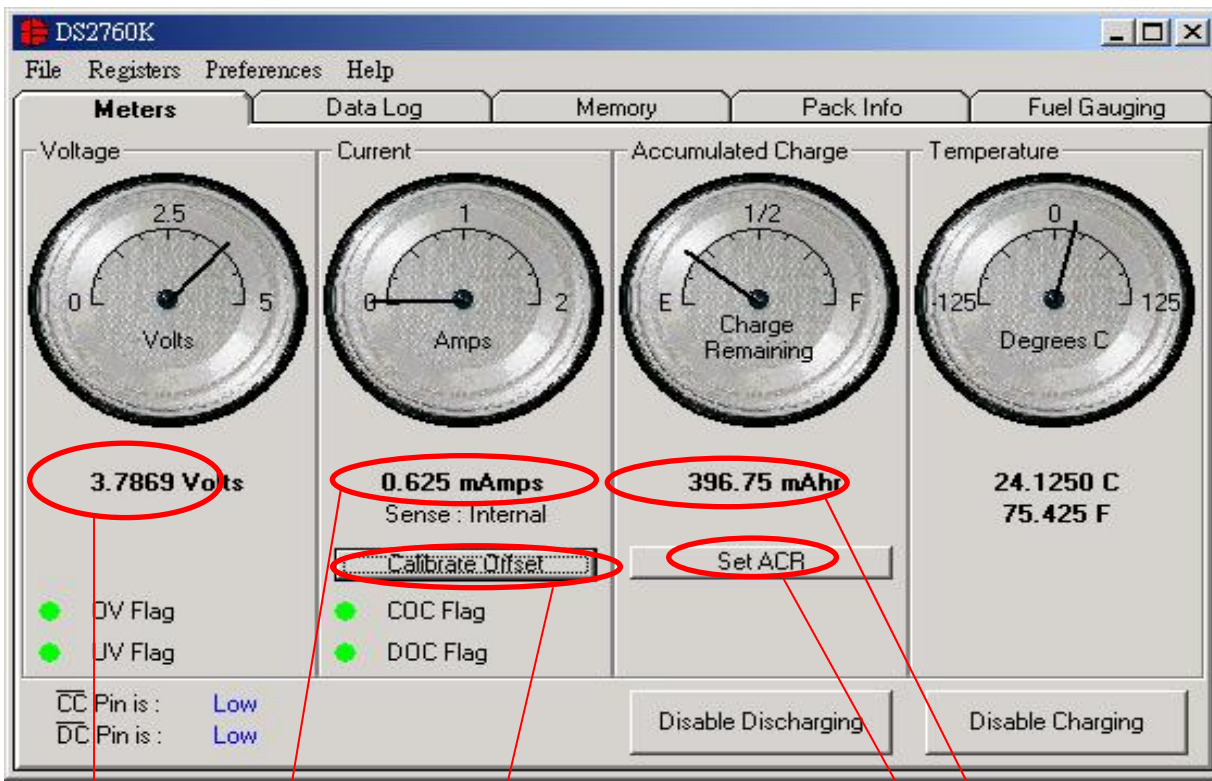 DS2760K
File Registers Preferences Help
Meters Data Log Memory Pack Info Fuel Gauging
Voltage
2.5
0 5
Volts
3.7869 Volts
OV Flag
UV Flag
Current
1
0 2
Amps
0.625 mAmps
Sense : Internal
Calibrate Offset
COC Flag
DOC Flag
Accumulated Charge
1/2
E F
Charge
Remaining
396.75 mAhr
Set ACR
Temperature
0
-125 125
Degrees C
24.1250 C
75.425 F
C̅C̅ Pin is : Low
D̅C̅ Pin is : Low
Disable Discharging
Disable Charging